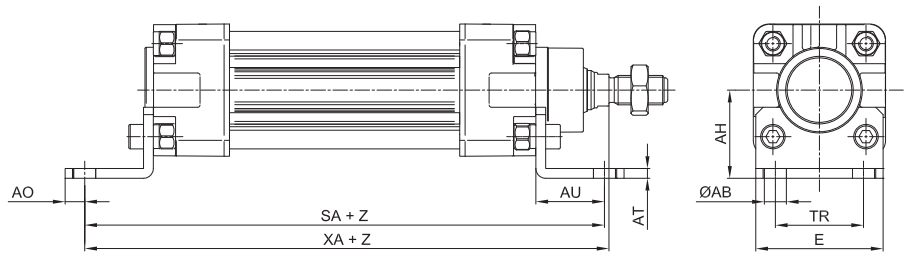 AH
AO
AU
AT
ØAB
SA + Z
TR
XA + Z
E